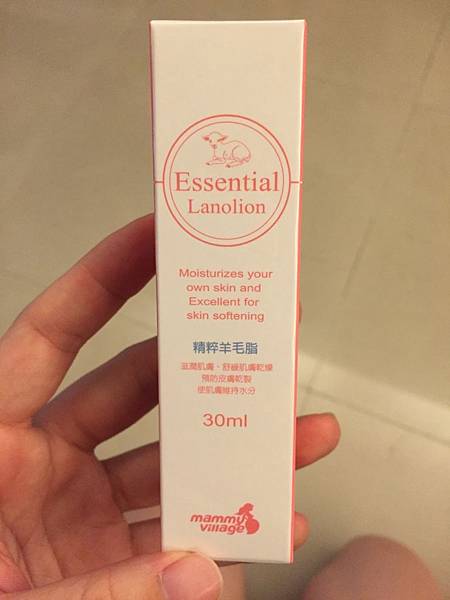 Essential
Lanolion
Moisturizes your
own skin and
Excellent for
skin softening
精粹羊毛脂
滋潤肌膚、舒緩肌膚乾燥
預防皮膚乾裂
使肌膚維持水分
30ml
mammy
village